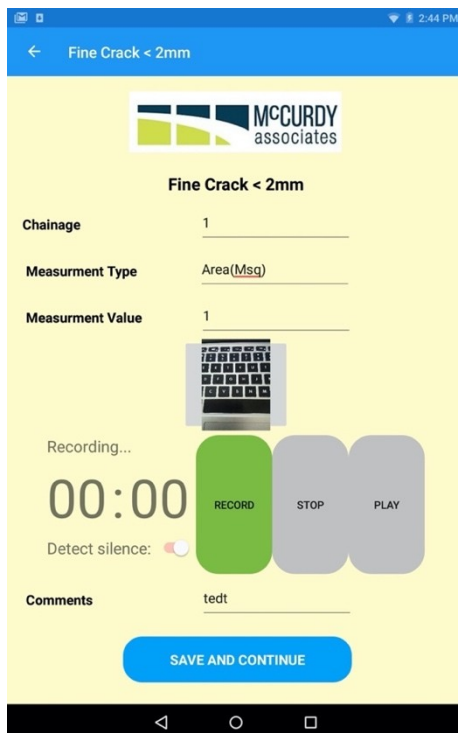 2:44 PM
Fine Crack < 2mm
McCURDY
associates
Fine Crack < 2mm
Chainage 1
Measurment Type Area(Msq)
Measurment Value 1
Recording...
00:00
RECORD STOP PLAY
Detect silence:
Comments tedt
SAVE AND CONTINUE